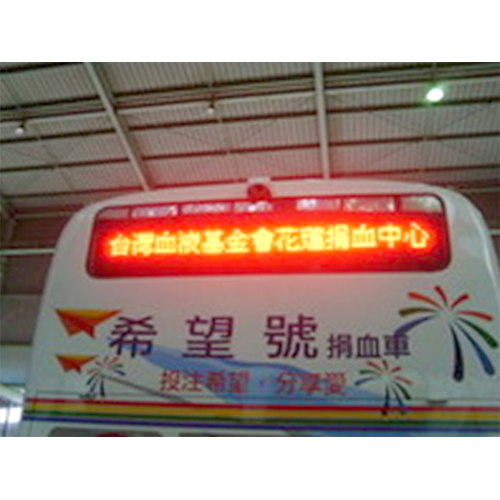 台灣血液基金會花蓮捐血中心
希望號 捐血車
投注希望,分享愛